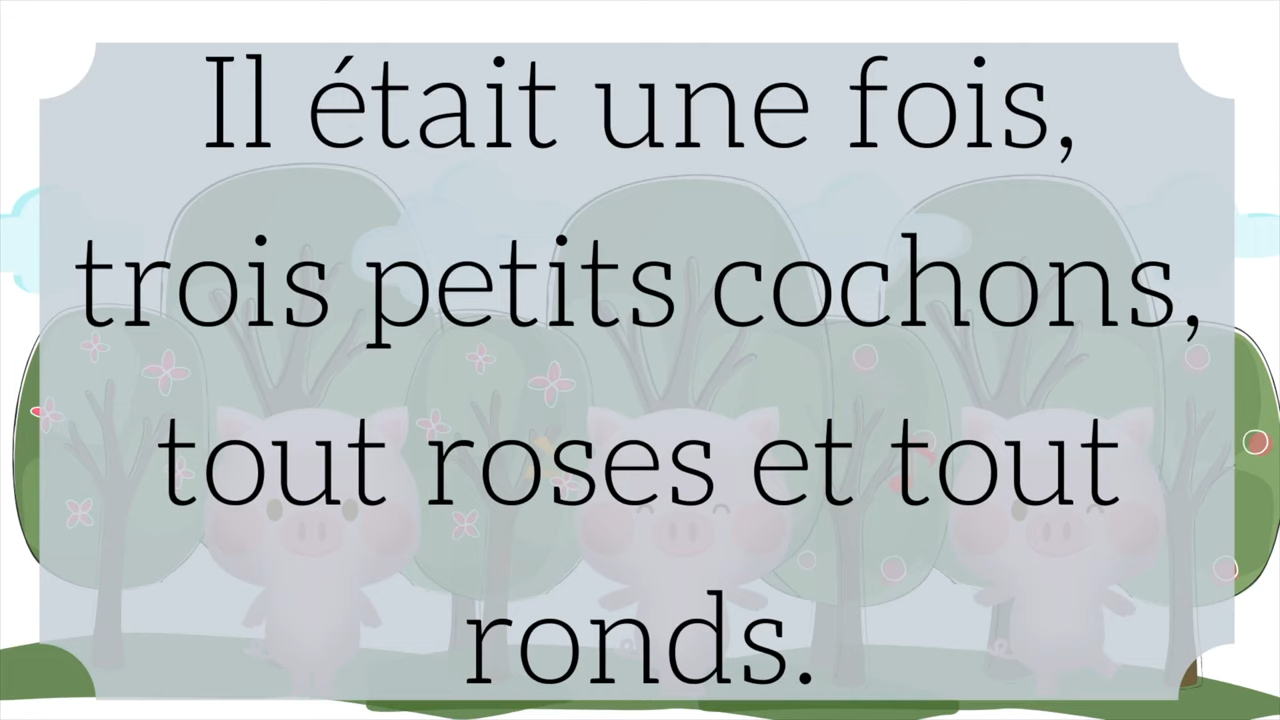 Il était une fois,
trois petits cochons,
tout roses et tout
ronds.